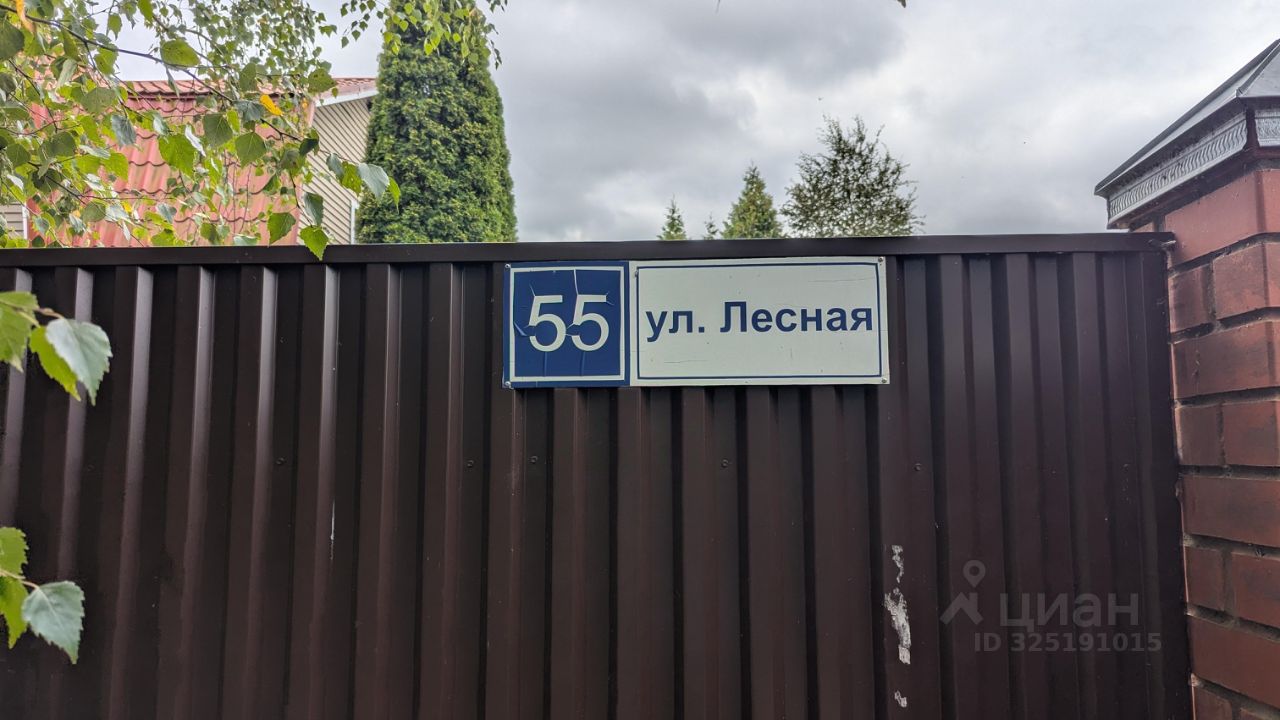 55 ул. Лесная
циан
ID 325191015